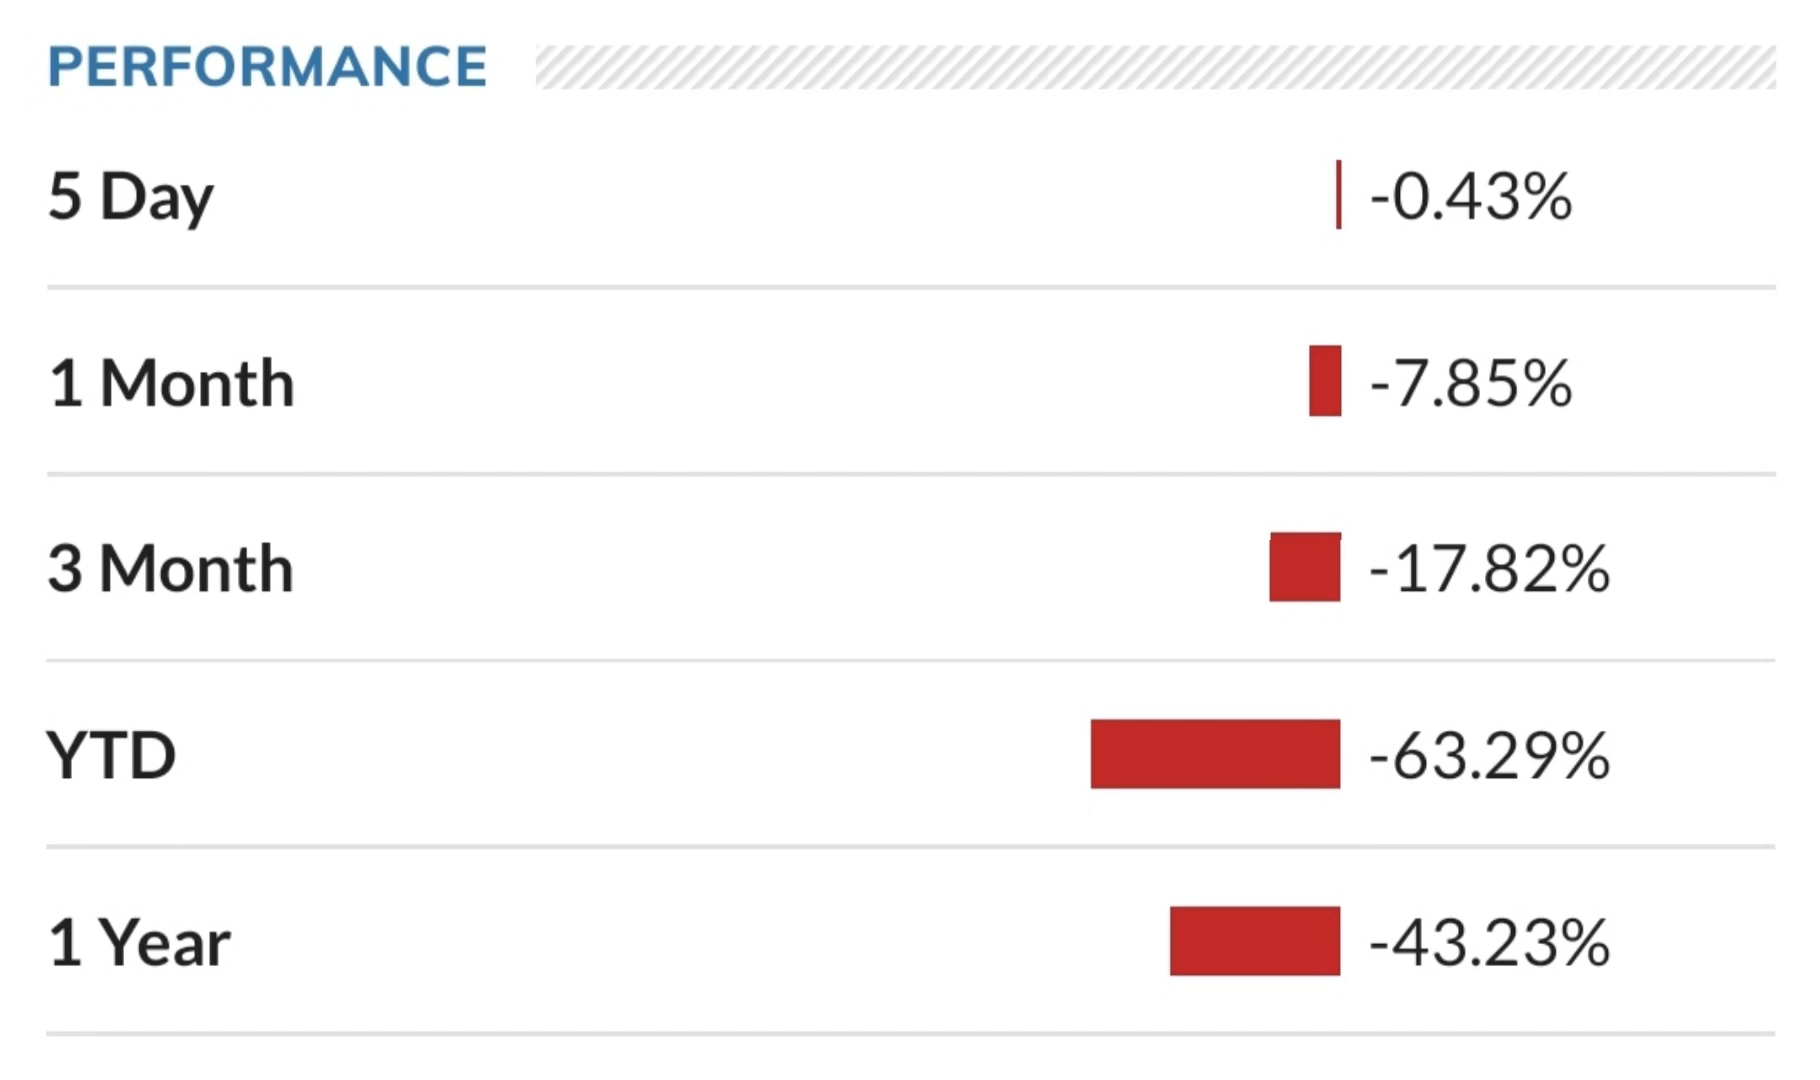 PERFORMANCE
5 Day -0.43%
1 Month -7.85%
3 Month -17.82%
YTD -63.29%
1 Year -43.23%